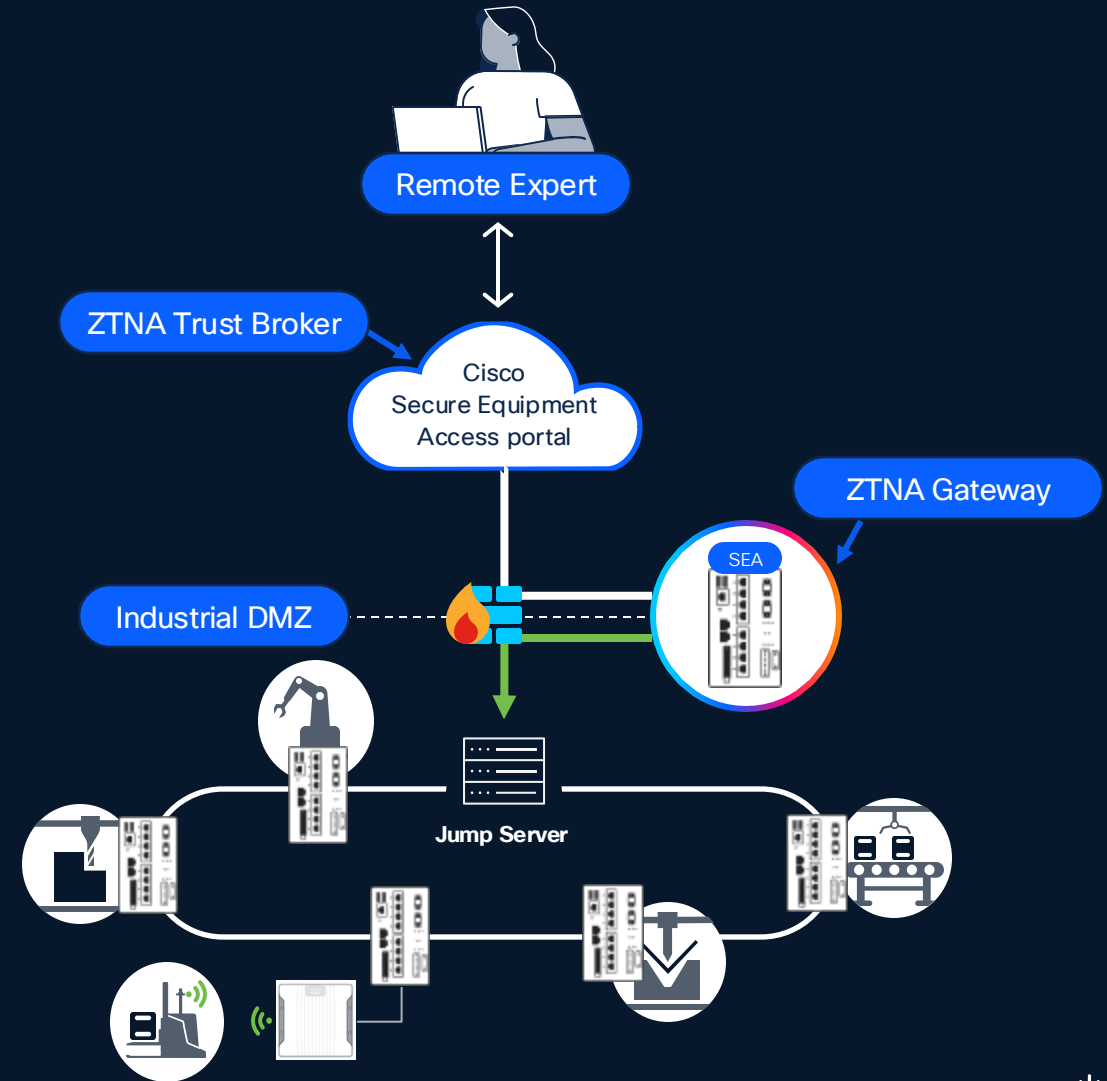 Remote Expert
ZTNA Trust Broker
Cisco
Secure Equipment
Access portal
ZTNA Gateway
SEA
Industrial DMZ
Jump Server